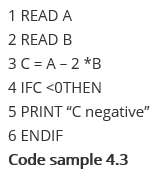 1 READ A
2 READ B
3 C = A – 2 *B
4 IFC <0THEN
5 PRINT “C negative”
6 ENDIF
Code sample 4.3